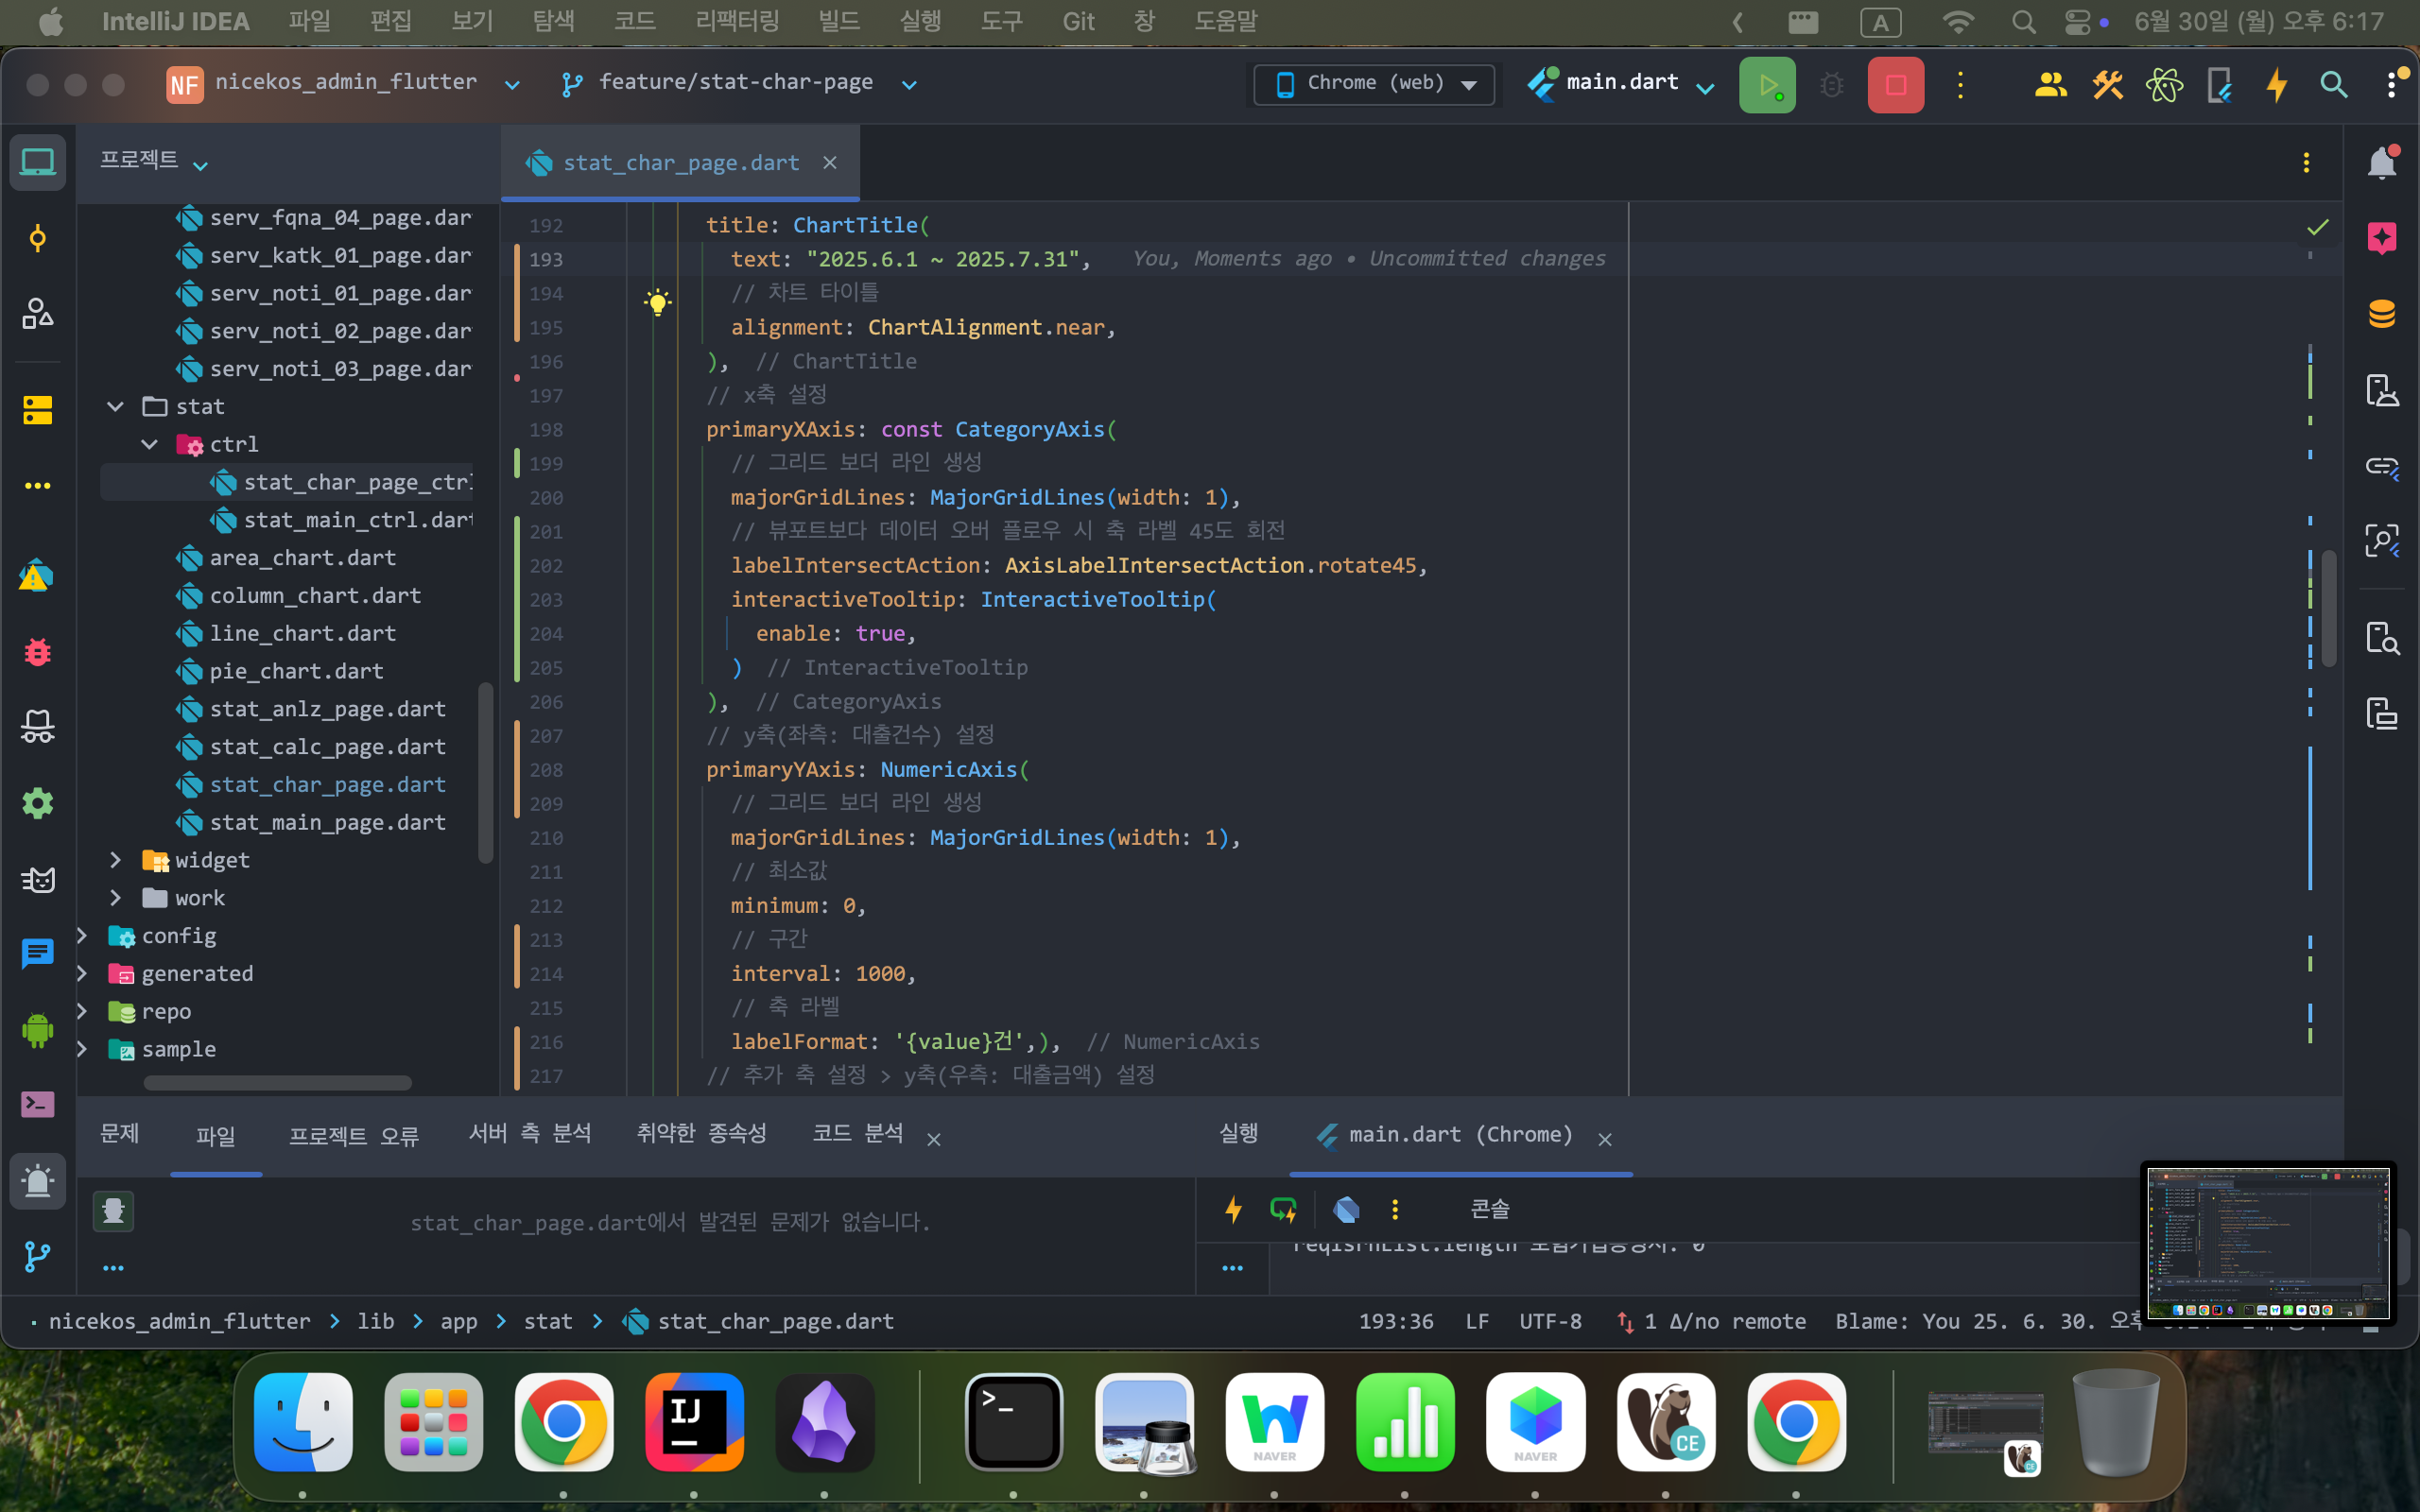 IntelliJ IDEA 파일 편집 보기 탐색 코드 리팩터링 빌드 실행 도구 Git 창 도움말 A 6월 30일 (월) 오후 6:17
NF nicekos_admin_flutter feature/stat-char-page Chrome (web) main.dart
프로젝트
stat_char_page.dart
serv_fqna_04_page.dar
serv_katk_01_page.dar
serv_noti_01_page.dar
serv_noti_02_page.dar
serv_noti_03_page.dar
stat
ctrl
stat_char_page_ctrl
stat_main_ctrl.dart
area_chart.dart
column_chart.dart
line_chart.dart
pie_chart.dart
stat_anlz_page.dart
stat_calc_page.dart
stat_char_page.dart
stat_main_page.dart
widget
work
config
generated
repo
sample
192 title: ChartTitle(
193 text: "2025.6.1 ~ 2025.7.31", You, Moments ago • Uncommitted changes
194 // 차트 타이틀
195 alignment: ChartAlignment.near,
196 ), // ChartTitle
197 // x축 설정
198 primaryXAxis: const CategoryAxis(
199 // 그리드 보더 라인 생성
200 majorGridLines: MajorGridLines(width: 1),
201 // 뷰포트보다 데이터 오버 플로우 시 축 라벨 45도 회전
202 labelIntersectAction: AxisLabelIntersectAction.rotate45,
203 interactiveTooltip: InteractiveTooltip(
204 enable: true,
205 ) // InteractiveTooltip
206 ), // CategoryAxis
207 // y축(좌측: 대출건수) 설정
208 primaryYAxis: NumericAxis(
209 // 그리드 보더 라인 생성
210 majorGridLines: MajorGridLines(width: 1),
211 // 최소값
212 minimum: 0,
213 // 구간
214 interval: 1000,
215 // 축 라벨
216 labelFormat: '{value}건',), // NumericAxis
217 // 추가 축 설정 > y축(우측: 대출금액) 설정
문제 파일 프로젝트 오류 서버 측 분석 취약한 종속성 코드 분석
실행 main.dart (Chrome)
stat_char_page.dart에서 발견된 문제가 없습니다.
콘솔
nicekos_admin_flutter > lib > app > stat > stat_char_page.dart
193:36 LF UTF-8 1 Δ/no remote Blame: You 25. 6. 30.
IJ
>_
NAVER
NAVER
CE
CE